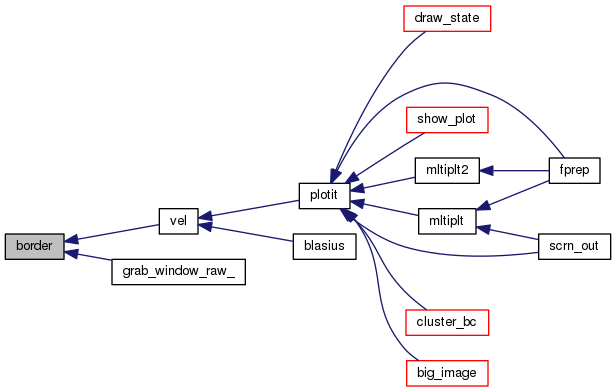 draw_state
show_plot
mltiplt2
fprep
plotit
vel
mltiplt
border
blasius
scrn_out
grab_window_raw_
cluster_bc
big_image